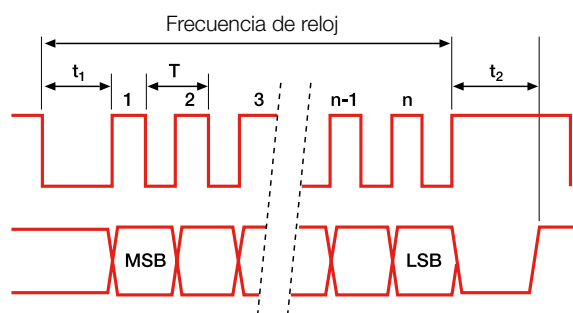 Frecuencia de reloj
t₁ T t₂
1 2 3 n-1 n
MSB LSB